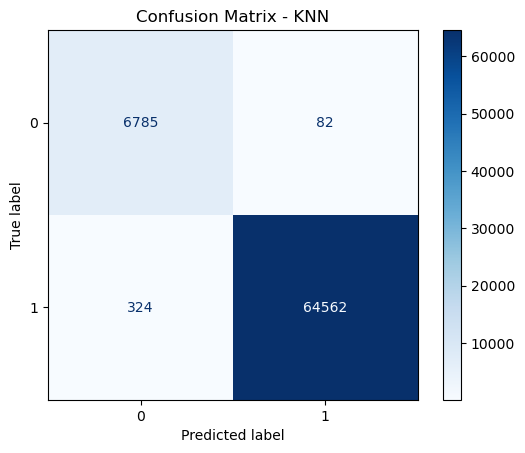 Confusion Matrix - KNN
60000
0 6785 82
50000
40000
True label
30000
1 324 64562
20000
10000
0 1
Predicted label